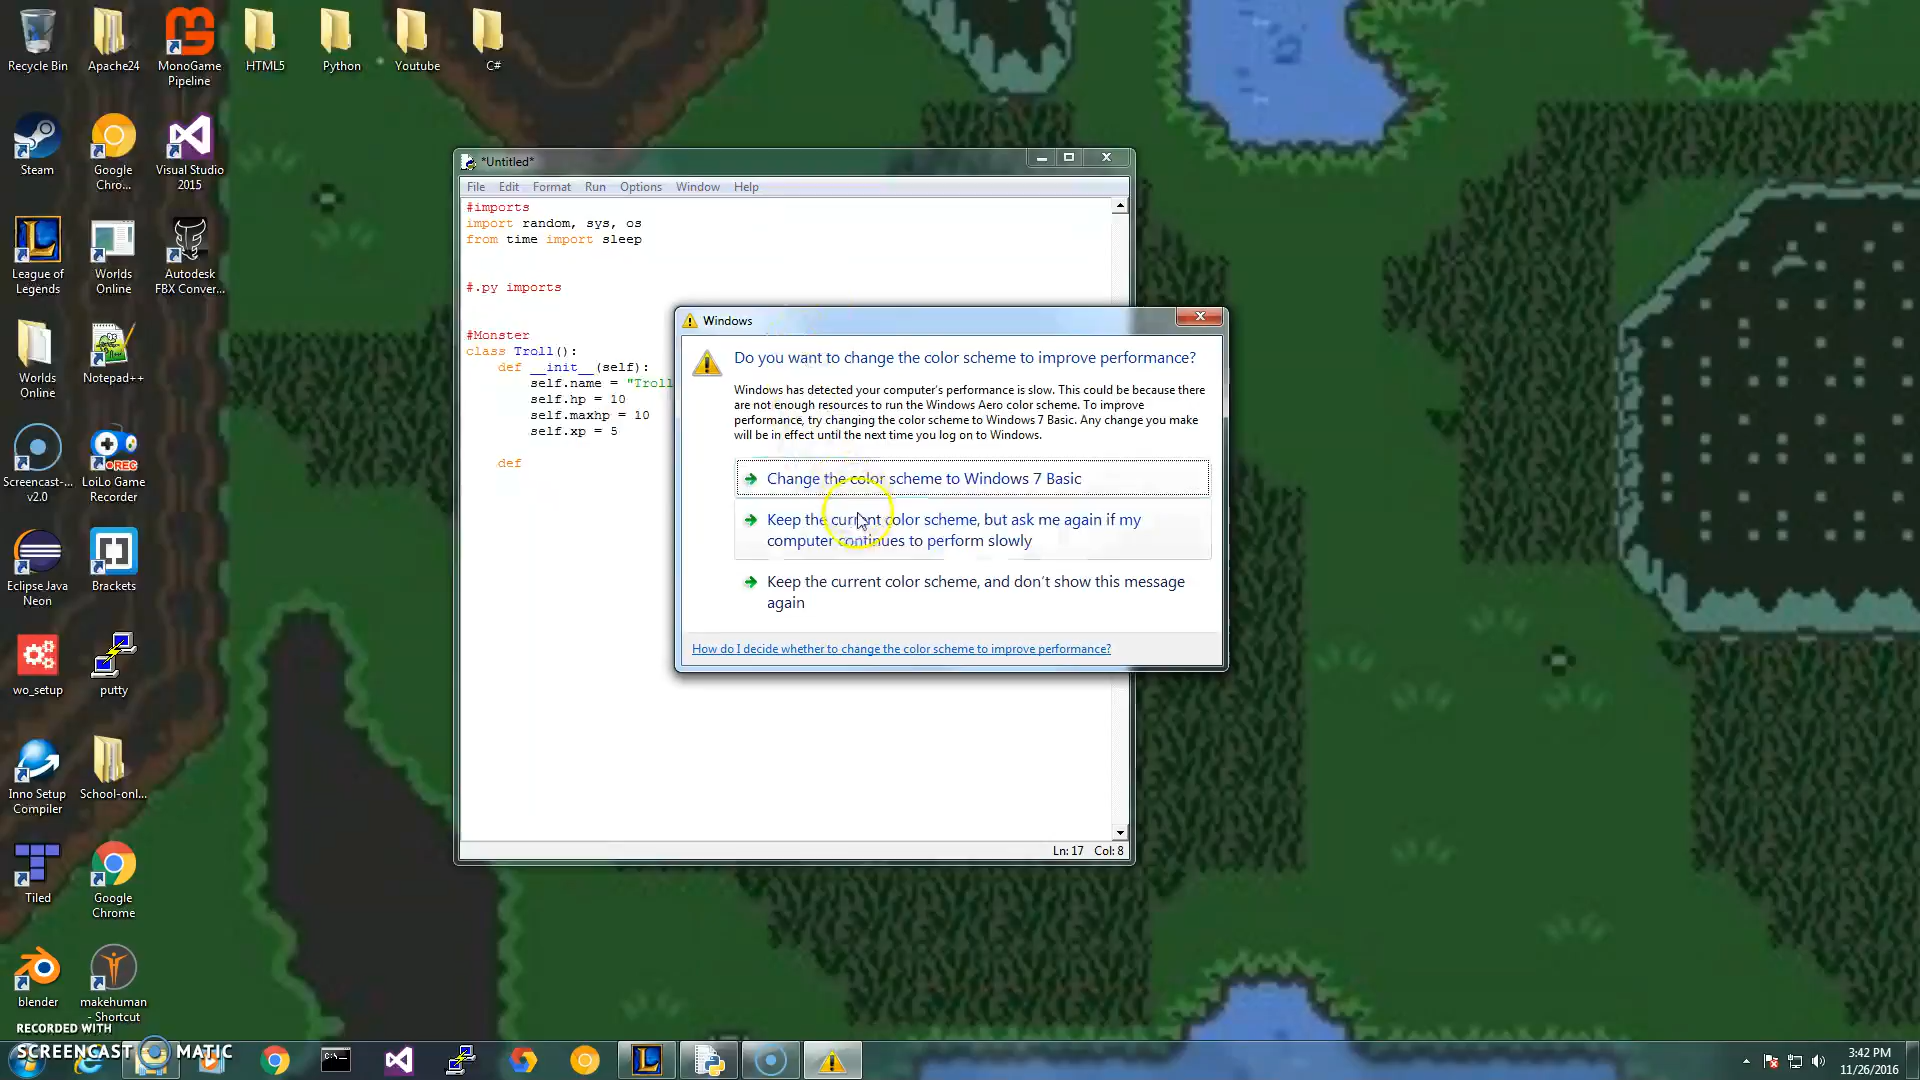 Recycle Bin
Apache24
MonoGame
Pipeline
HTML5
Python
Youtube
C#
Steam
Google
Chro...
Visual Studio
2015
League of
Legends
Worlds
Online
Autodesk
FBX Conver...
Worlds
Online
Notepad++
Screencast-...
v2.0
LoiLo Game
Recorder
REC
Eclipse Java
Neon
Brackets
wo_setup
putty
Inno Setup
Compiler
School-onl...
Tiled
Google
Chrome
blender
makehuman
- Shortcut
*Untitled*
File Edit Format Run Options Window Help
#imports
import random, sys, os
from time import sleep
#.py imports
#Monster
class Troll():
def __init__(self):
self.name = "Troll
self.hp = 10
self.maxhp = 10
self.xp = 5
def
Ln: 17 Col: 8
Windows
Do you want to change the color scheme to improve performance?
Windows has detected your computer's performance is slow. This could be because there
are not enough resources to run the Windows Aero color scheme. To improve
performance, try changing the color scheme to Windows 7 Basic. Any change you make
will be in effect until the next time you log on to Windows.
Change the color scheme to Windows 7 Basic
Keep the current color scheme, but ask me again if my
computer continues to perform slowly
Keep the current color scheme, and don't show this message
again
How do I decide whether to change the color scheme to improve performance?
RECORDED WITH
SCREENCAST MATIC
3:42 PM
11/26/2016